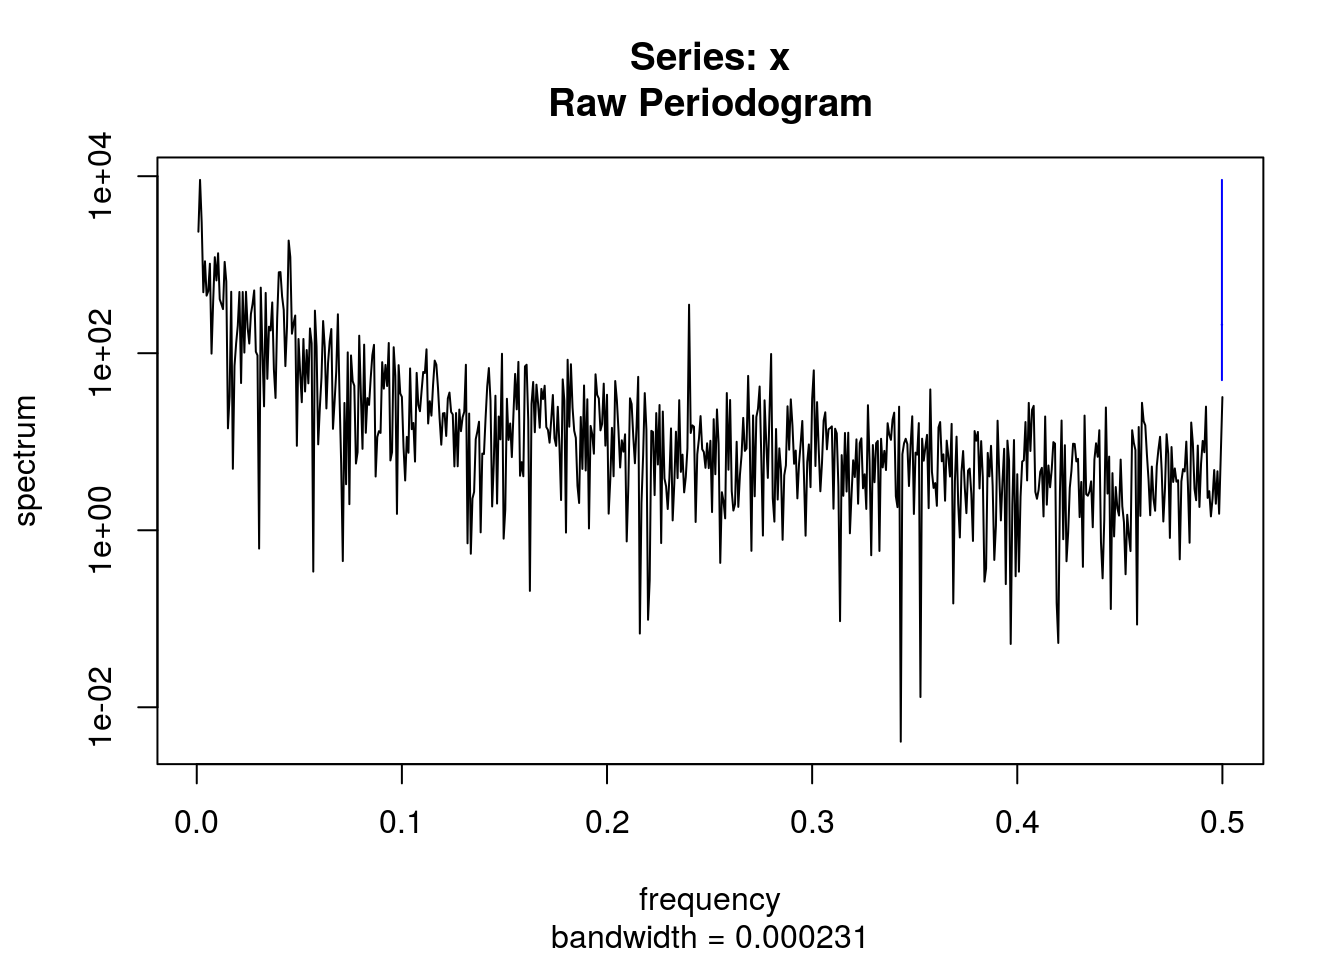 Series: x
Raw Periodogram
1e+04
1e+02
1e+00
1e-02
spectrum
0.0 0.1 0.2 0.3 0.4 0.5
frequency
bandwidth = 0.000231